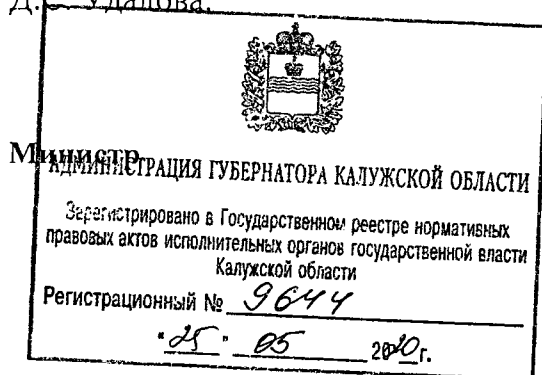 Д.С. Удалова.
Министр
АДМИНИСТРАЦИЯ ГУБЕРНАТОРА КАЛУЖСКОЙ ОБЛАСТИ
Зарегистрировано в Государственном реестре нормативных
правовых актов исполнительных органов государственной власти
Калужской области
Регистрационный № 9644
"25" 05 2020г.